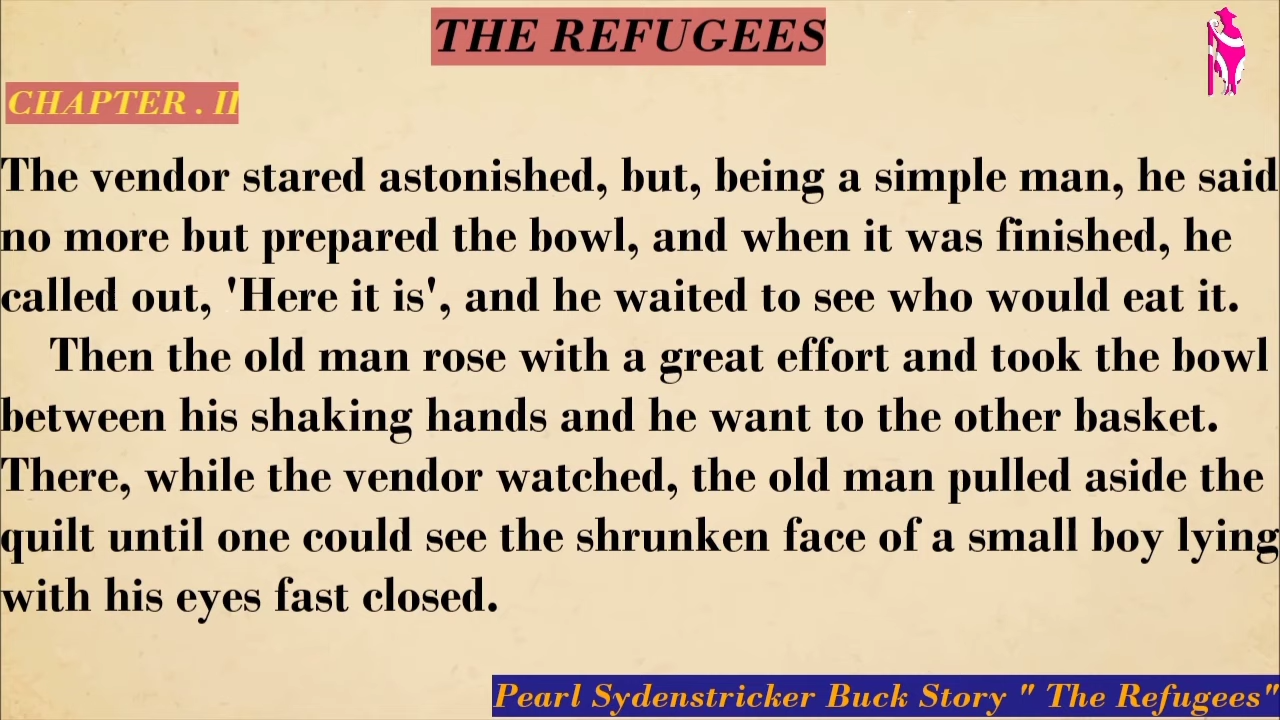 THE REFUGEES
CHAPTER . II
The vendor stared astonished, but, being a simple man, he said
no more but prepared the bowl, and when it was finished, he
called out, 'Here it is', and he waited to see who would eat it.
Then the old man rose with a great effort and took the bowl
between his shaking hands and he want to the other basket.
There, while the vendor watched, the old man pulled aside the
quilt until one could see the shrunken face of a small boy lying
with his eyes fast closed.
Pearl Sydenstricker Buck Story " The Refugees"